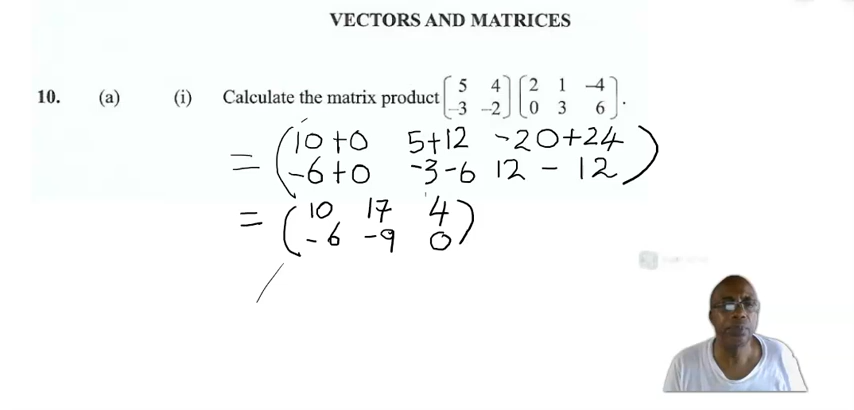 VECTORS AND MATRICES
10. (a) (i) Calculate the matrix product [5 4 -3 -2] [2 1 -4 0 3 6].
= (10+0 5+12 -20+24
-6+0 -3-6 12-12)
= (10 17 4
-6 -9 0)